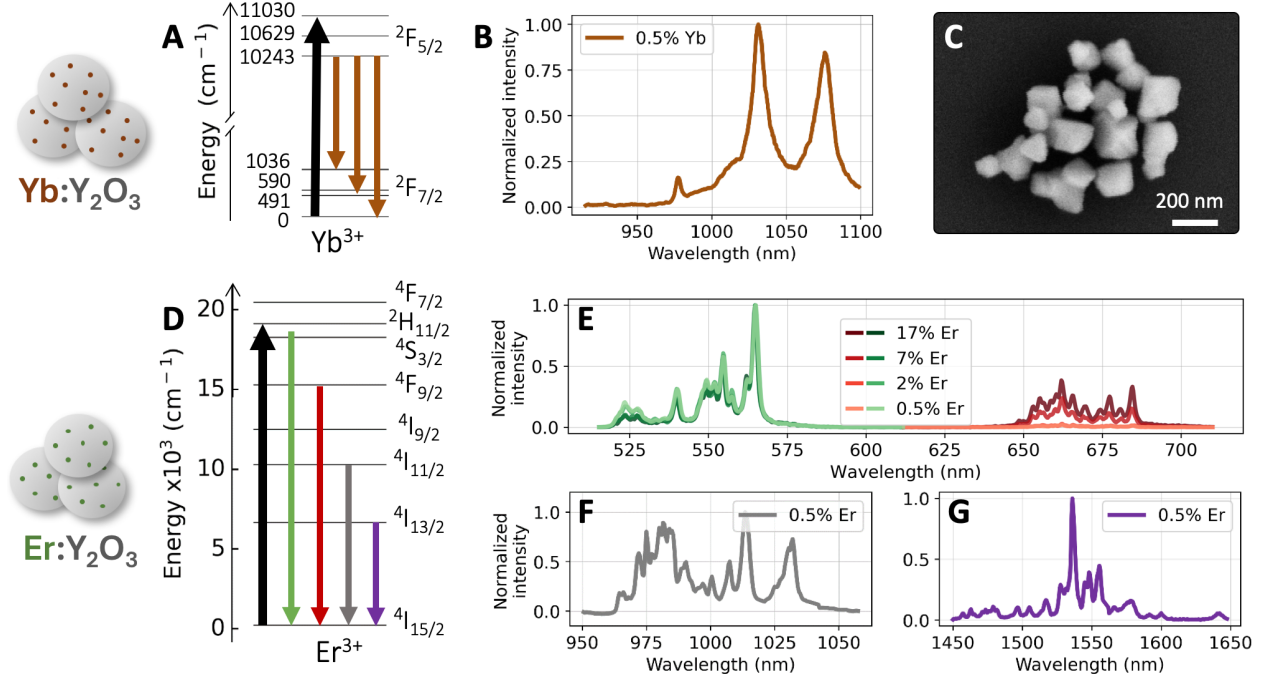 Yb:Y₂O₃
A
Energy (cm⁻¹)
11030
10629
10243
1036
590
491
0
²F₅/₂
²F₇/₂
Yb³⁺
B
Normalized intensity
1.00
0.75
0.50
0.25
0.00
0.5% Yb
950 1000 1050 1100
Wavelength (nm)
C
200 nm
Er:Y₂O₃
D
Energy x10³ (cm⁻¹)
20
15
10
5
0
⁴F₇/₂
²H₁₁/₂
⁴S₃/₂
⁴F₉/₂
⁴I₉/₂
⁴I₁₁/₂
⁴I₁₃/₂
⁴I₁₅/₂
Er³⁺
E
Normalized
intensity
1.0
0.5
0.0
17% Er
7% Er
2% Er
0.5% Er
525 550 575 600 625 650 675 700
Wavelength (nm)
F
Normalized
intensity
1.0
0.5
0.0
0.5% Er
950 975 1000 1025 1050
Wavelength (nm)
G
1.0
0.5
0.0
0.5% Er
1450 1500 1550 1600 1650
Wavelength (nm)